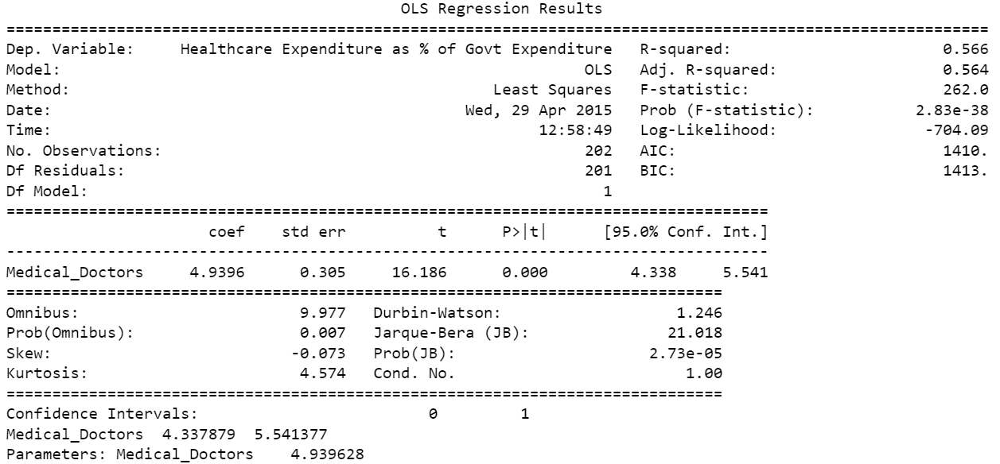 OLS Regression Results
==========================================================================================================
Dep. Variable:     Healthcare Expenditure as % of Govt Expenditure   R-squared:                       0.566
Model:                                                         OLS   Adj. R-squared:                  0.564
Method:                                              Least Squares   F-statistic:                     262.0
Date:                                             Wed, 29 Apr 2015   Prob (F-statistic):           2.83e-38
Time:                                                     12:58:49   Log-Likelihood:                -704.09
No. Observations:                                              202   AIC:                             1410.
Df Residuals:                                                  201   BIC:                             1413.
Df Model:                                                        1
===================================================================================
                      coef    std err          t      P>|t|      [95.0% Conf. Int.]
-----------------------------------------------------------------------------------
Medical_Doctors     4.9396      0.305     16.186      0.000         4.338     5.541
==============================================================================
Omnibus:                        9.977   Durbin-Watson:                   1.246
Prob(Omnibus):                  0.007   Jarque-Bera (JB):               21.018
Skew:                          -0.073   Prob(JB):                     2.73e-05
Kurtosis:                       4.574   Cond. No.                         1.00
==============================================================================
Confidence Intervals:                          0         1
Medical_Doctors  4.337879  5.541377
Parameters: Medical_Doctors    4.939628